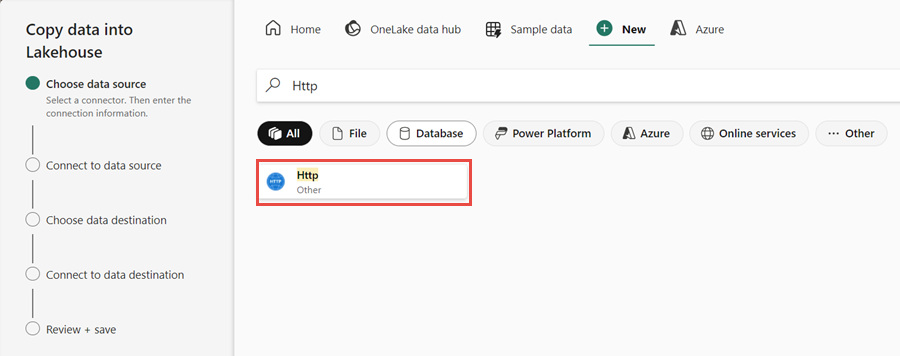 Copy data into
Lakehouse
Choose data source
Select a connector. Then enter the
connection information.
Connect to data source
Choose data destination
Connect to data destination
Review + save
Home
OneLake data hub
Sample data
New
Azure
Http
All
File
Database
Power Platform
Azure
Online services
Other
HTTP
Http
Other